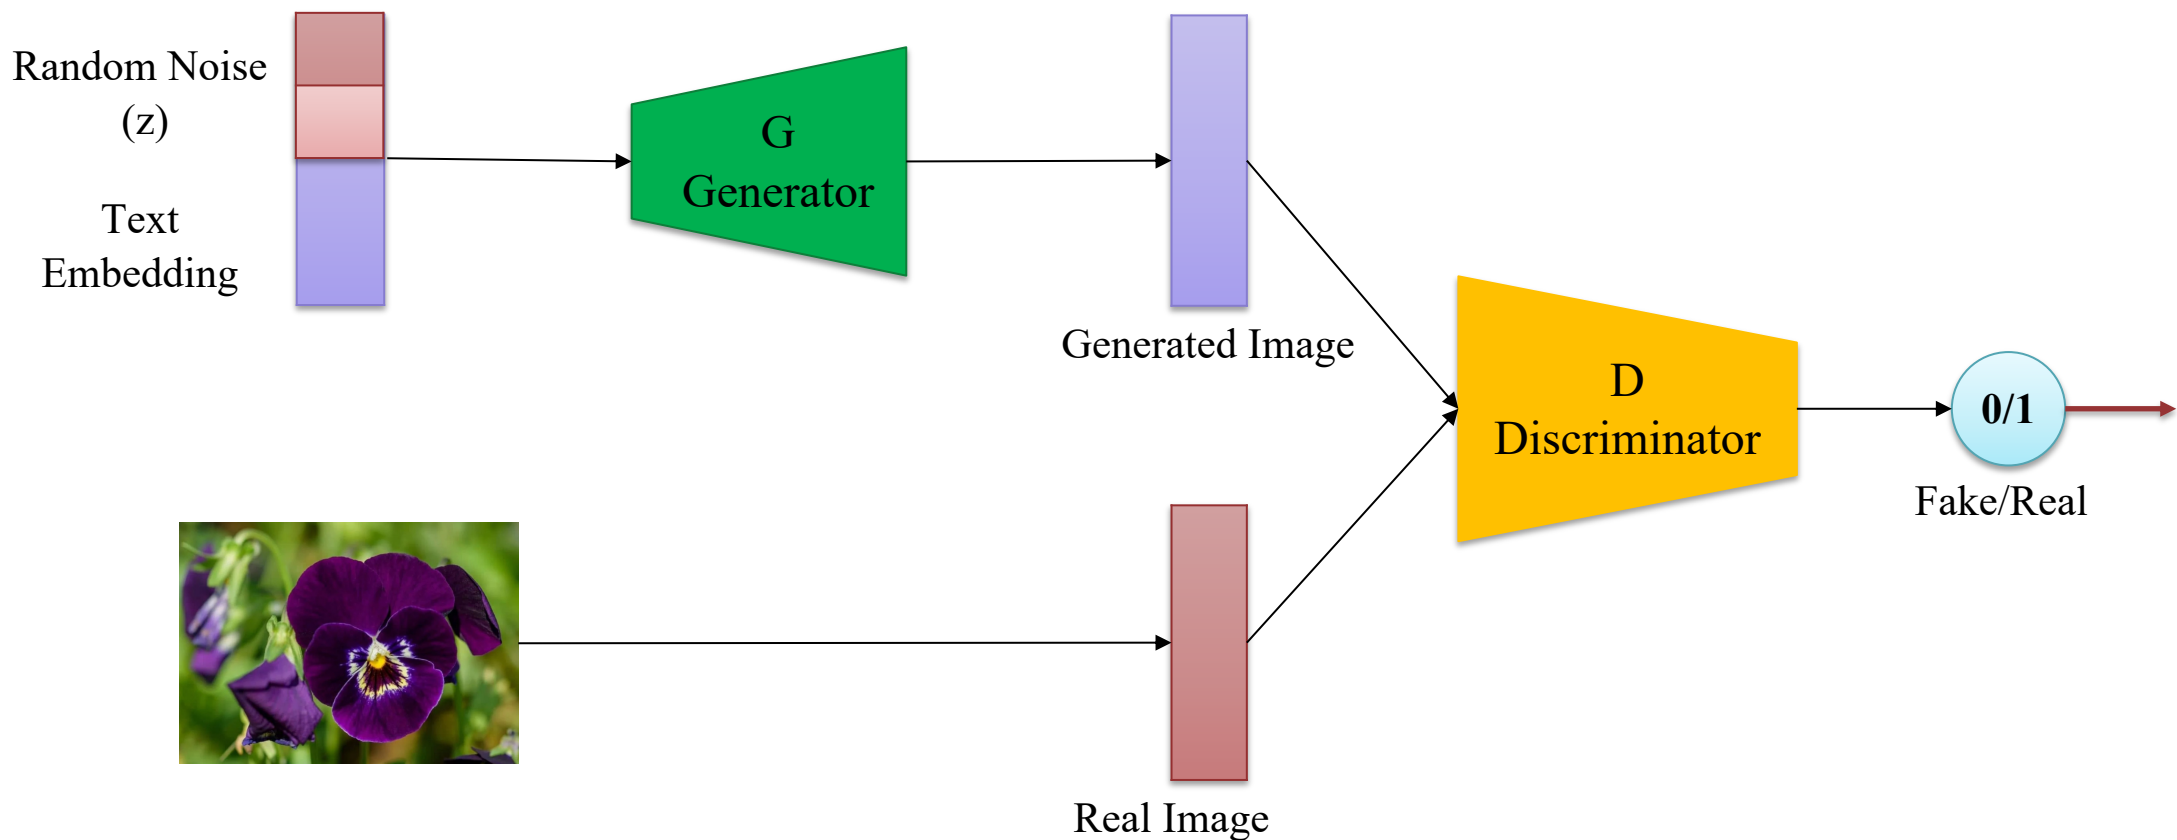 Random Noise
(z)
Text
Embedding
G
Generator
Generated Image
D
Discriminator
0/1
Fake/Real
Real Image